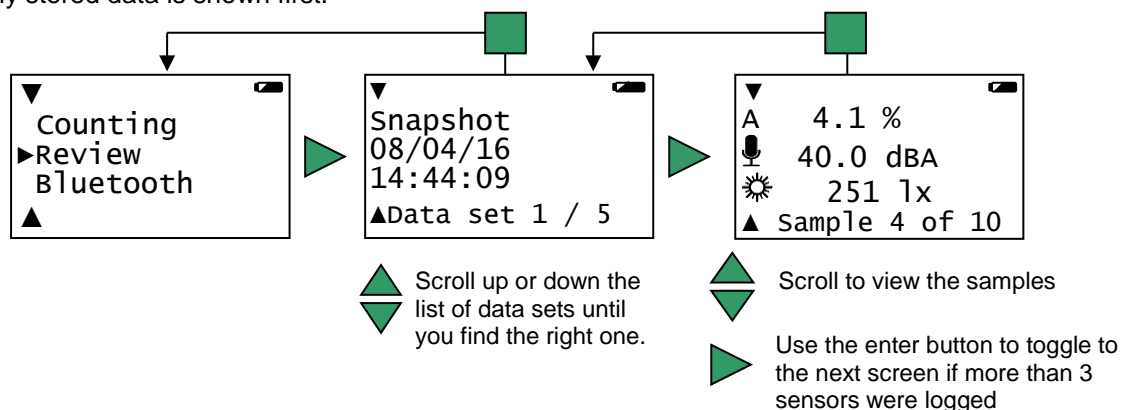 y stored data is shown first.
Counting
▶Review
Bluetooth
Snapshot
08/04/16
14:44:09
▲Data set 1 / 5
A 4.1 %
40.0 dBA
251 lx
▲ Sample 4 of 10
Scroll up or down the
list of data sets until
you find the right one.
Scroll to view the samples
Use the enter button to toggle to
the next screen if more than 3
sensors were logged